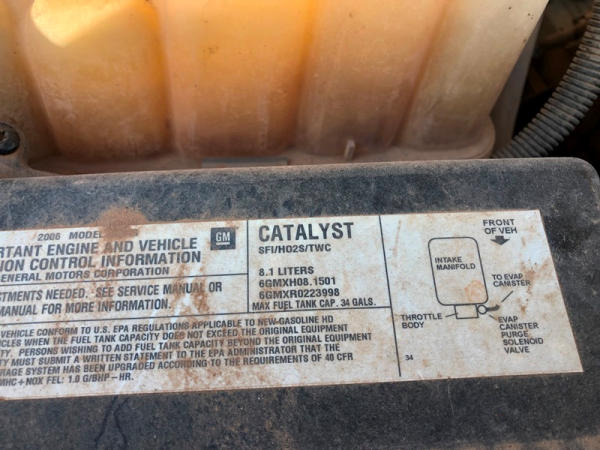 2006 MODEL
RTANT ENGINE AND VEHICLE
ION CONTROL INFORMATION
GENERAL MOTORS CORPORATION
GM
STMENTS NEEDED. SEE SERVICE MANUAL OR
MANUAL FOR MORE INFORMATION.
CATALYST
SFI/HO2S/TWC
8.1 LITERS
6GMXH08.1501
6GMXR0223998
MAX FUEL TANK CAP. 34 GALS.
VEHICLE CONFORM TO U.S. EPA REGULATIONS APPLICABLE TO NEW-GASOLINE HD
CLES WHEN THE FUEL TANK CAPACITY DOES NOT EXCEED THE ORIGINAL EQUIPMENT
TY. PERSONS WISHING TO ADD FUEL TANK CAPACITY BEYOND THE ORIGINAL EQUIPMENT
TY MUST SUBMIT A WRITTEN STATEMENT TO THE EPA ADMINISTRATOR THAT THE
RAGE SYSTEM HAS BEEN UPGRADED ACCORDING TO THE REQUIREMENTS OF 40 CFR
MHC+NOX FEL: 1.0 G/BHP-HR.
FRONT
OF VEH
INTAKE
MANIFOLD
TO EVAP
CANISTER
THROTTLE
BODY
EVAP
CANISTER
PURGE
SOLENOID
VALVE
34